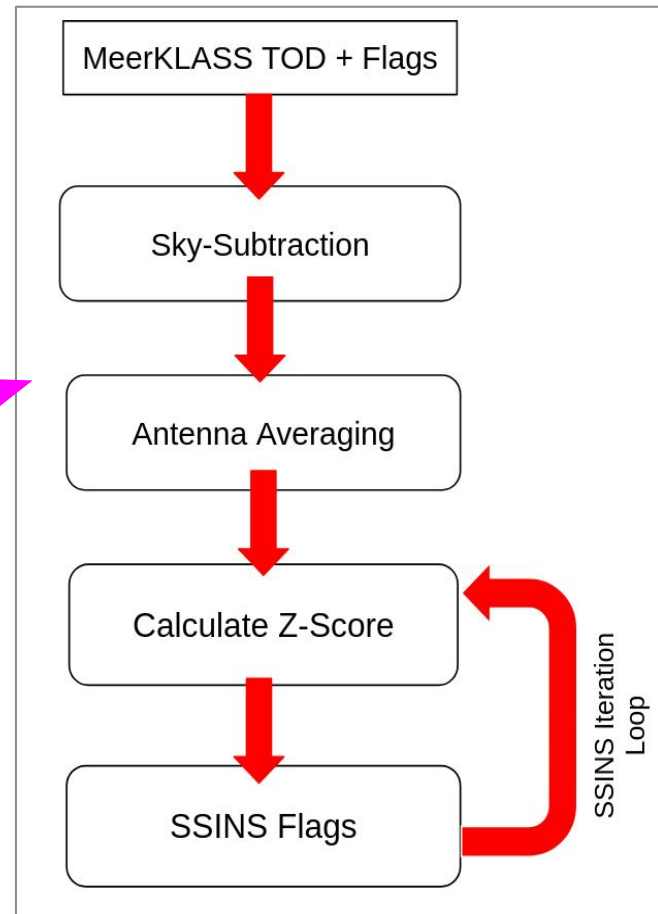 MeerKLASS TOD + Flags
Sky-Subtraction
Antenna Averaging
Calculate Z-Score
SSINS Flags
SSINS Iteration
Loop